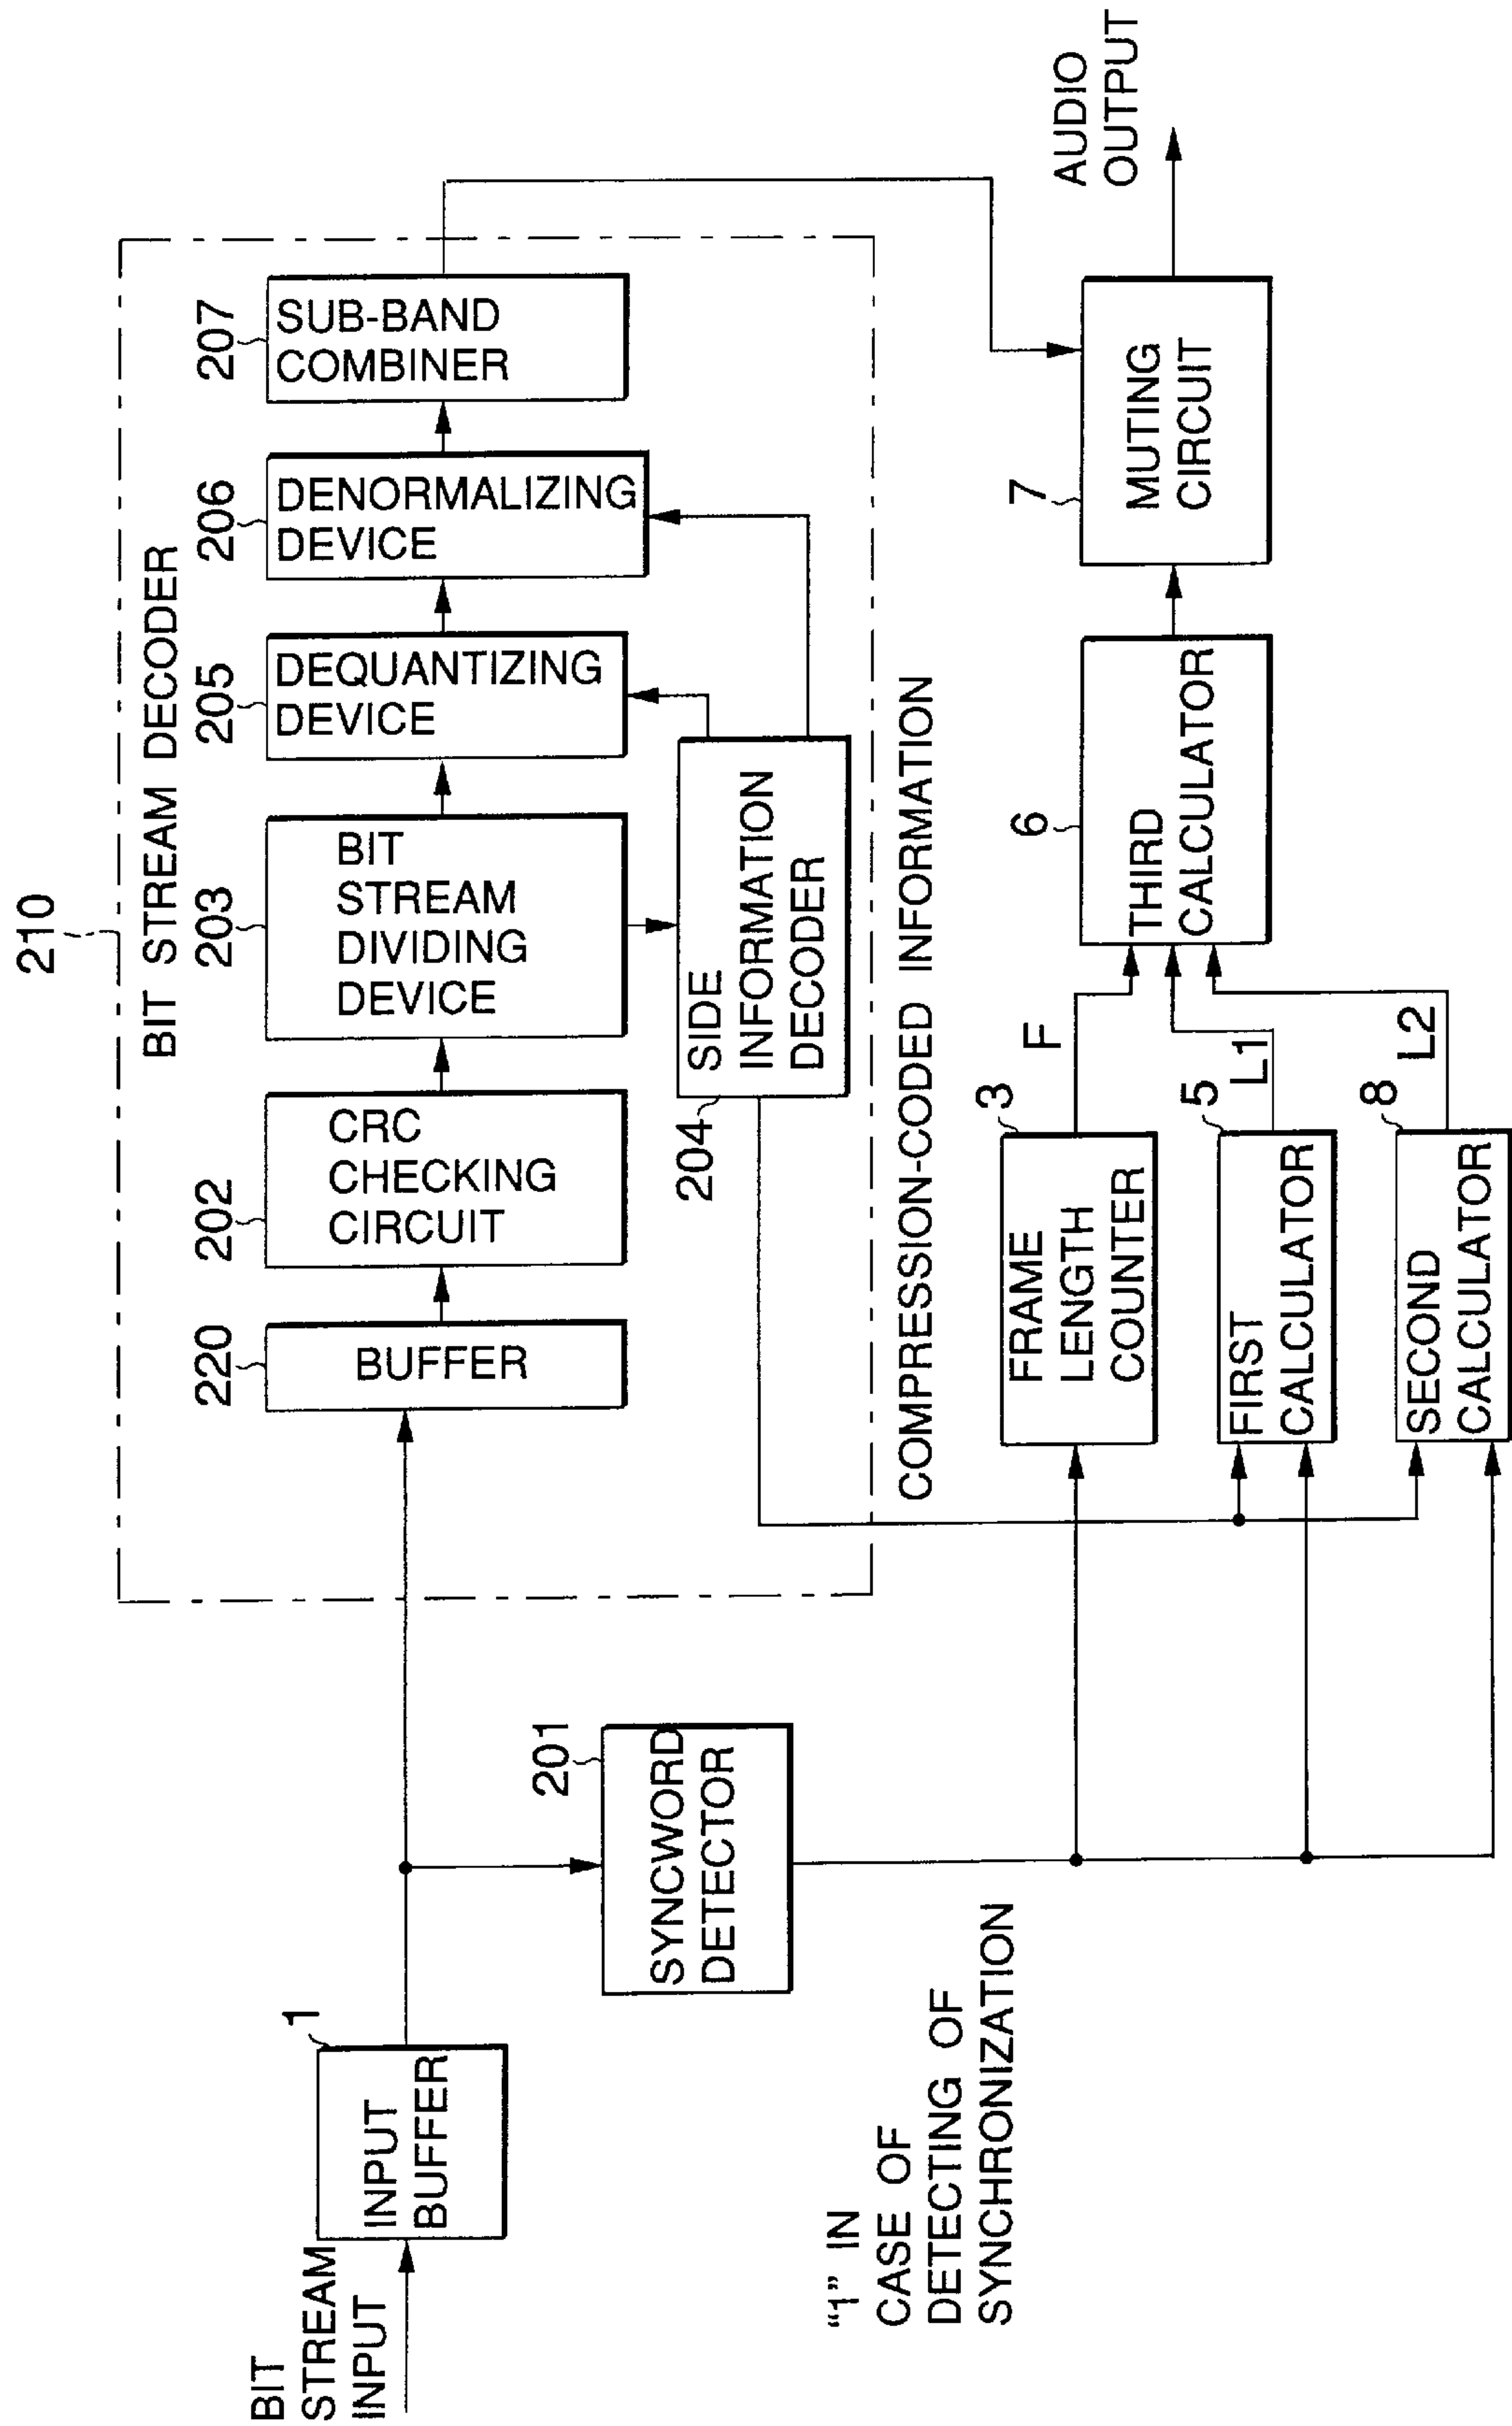 210
BIT STREAM DECODER
220
BUFFER
202
CRC
CHECKING
CIRCUIT
203
BIT
STREAM
DIVIDING
DEVICE
205
DEQUANTIZING
DEVICE
206
DENORMALIZING
DEVICE
207
SUB-BAND
COMBINER
204
SIDE
INFORMATION
DECODER
BIT
STREAM
INPUT
1
INPUT
BUFFER
201
SYNCWORD
DETECTOR
"1" IN
CASE OF
DETECTING OF
SYNCHRONIZATION
COMPRESSION-CODED INFORMATION
3
FRAME
LENGTH
COUNTER
F
5
FIRST
CALCULATOR
L1
8
SECOND
CALCULATOR
L2
6
THIRD
CALCULATOR
7
MUTING
CIRCUIT
AUDIO
OUTPUT